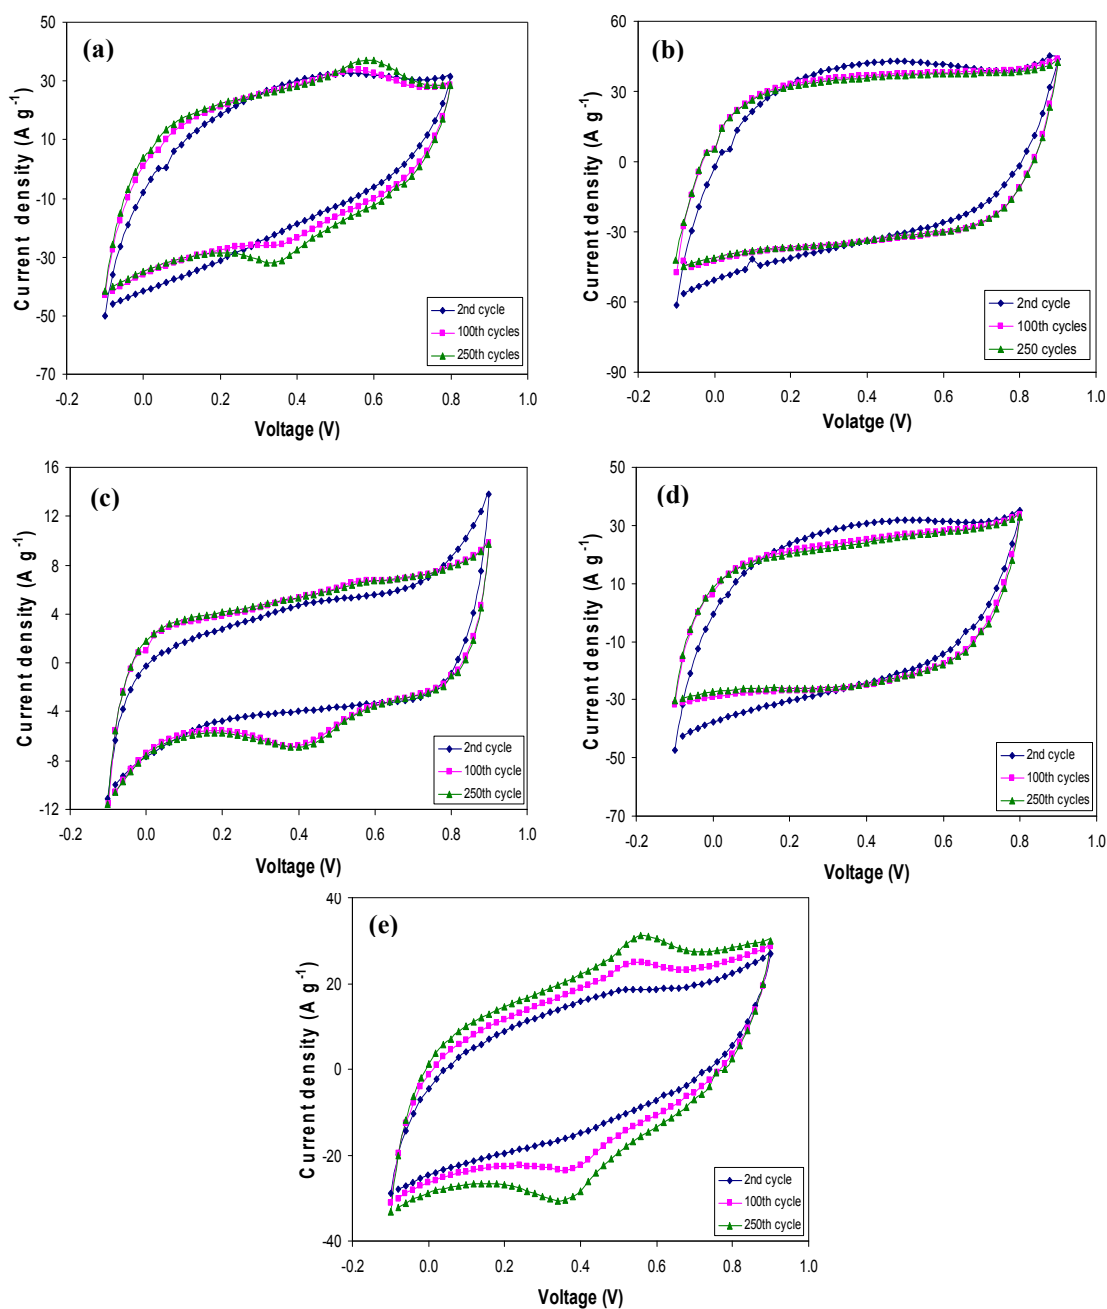 (a)
50
30
10
-10
-30
-50
-70
-0.2 0.0 0.2 0.4 0.6 0.8 1.0
Current density (A g⁻¹)
Voltage (V)
2nd cycle
100th cycles
250th cycles
(b)
60
30
0
-30
-60
-90
-0.2 0.0 0.2 0.4 0.6 0.8 1.0
Current density (A g⁻¹)
Volatge (V)
2nd cycle
100th cycles
250 cycles
(c)
16
12
8
4
0
-4
-8
-12
-0.2 0.0 0.2 0.4 0.6 0.8 1.0
Current density (A g⁻¹)
Voltage (V)
2nd cycle
100th cycle
250th cycle
(d)
50
30
10
-10
-30
-50
-70
-0.2 0.0 0.2 0.4 0.6 0.8 1.0
Current density (A g⁻¹)
Voltage (V)
2nd cycle
100th cycles
250th cycles
(e)
40
20
0
-20
-40
-0.2 0.0 0.2 0.4 0.6 0.8 1.0
Current density (A g⁻¹)
Voltage (V)
2nd cycle
100th cycle
250th cycle